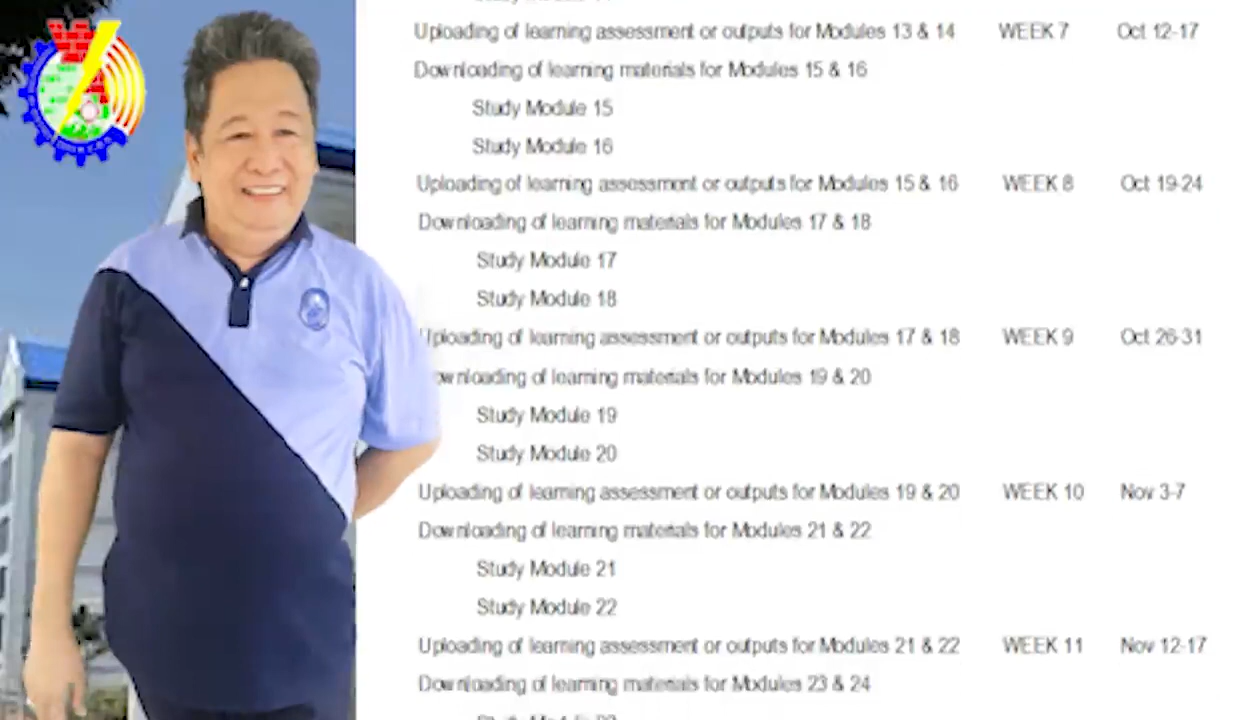 Uploading of learning assessment or outputs for Modules 13 & 14 WEEK 7 Oct 12-17
Downloading of learning materials for Modules 15 & 16
Study Module 15
Study Module 16
Uploading of learning assessment or outputs for Modules 15 & 16 WEEK 8 Oct 19-24
Downloading of learning materials for Modules 17 & 18
Study Module 17
Study Module 18
Uploading of learning assessment or outputs for Modules 17 & 18 WEEK 9 Oct 26-31
ownloading of learning materials for Modules 19 & 20
Study Module 19
Study Module 20
Uploading of learning assessment or outputs for Modules 19 & 20 WEEK 10 Nov 3-7
Downloading of learning materials for Modules 21 & 22
Study Module 21
Study Module 22
Uploading of learning assessment or outputs for Modules 21 & 22 WEEK 11 Nov 12-17
Downloading of learning materials for Modules 23 & 24